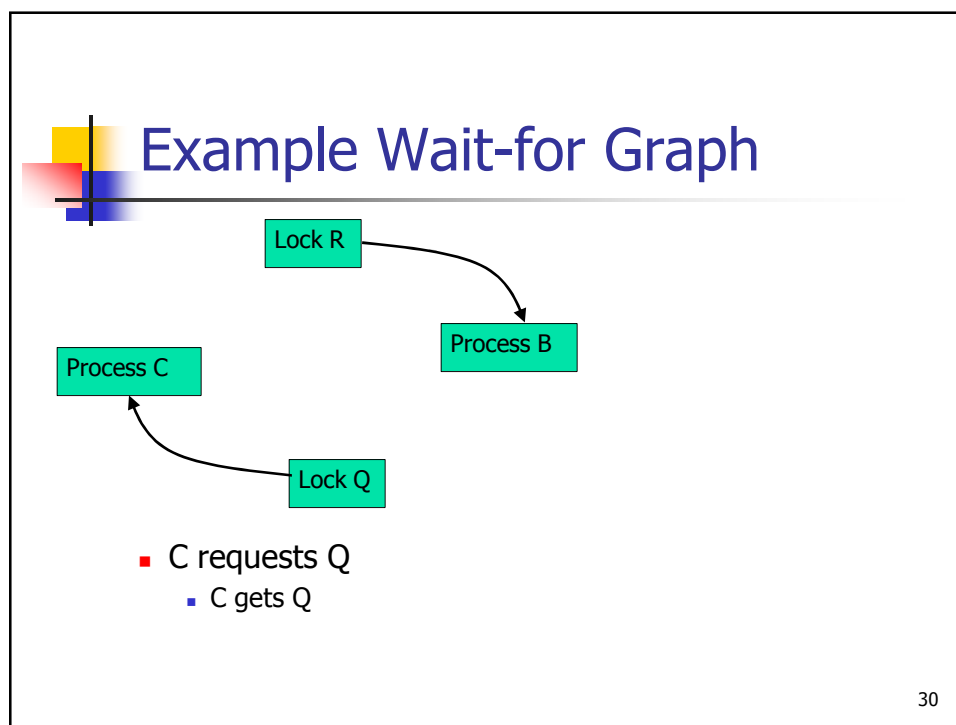 Example Wait-for Graph
Lock R
Process B
Process C
Lock Q
C requests Q
C gets Q
30